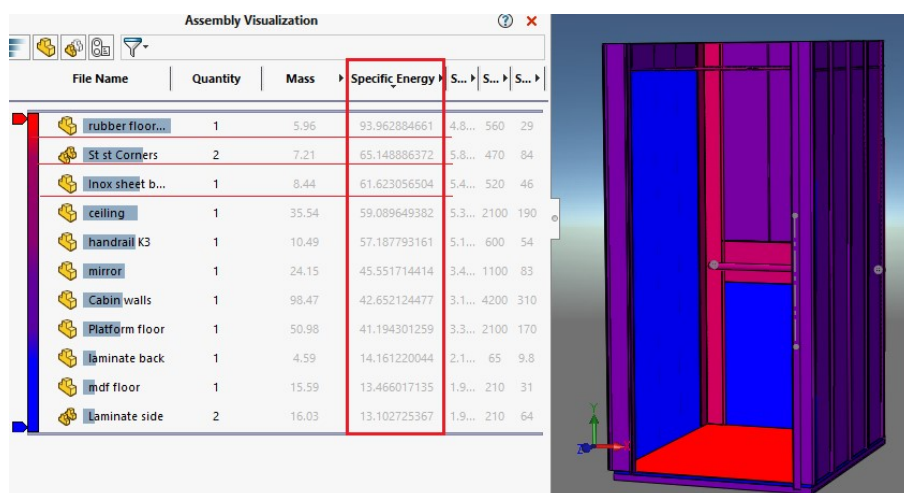 Assembly Visualization
File Name Quantity Mass Specific Energy S... S... S...
rubber floor... 1 5.96 93.962884661 4.8... 560 29
St st Corners 2 7.21 65.148886372 5.8... 470 84
Inox sheet b... 1 8.44 61.623056504 5.4... 520 46
ceiling 1 35.54 59.089649382 5.3... 2100 190
handrail K3 1 10.49 57.187793161 5.1... 600 54
mirror 1 24.15 45.551714414 3.4... 1100 83
Cabin walls 1 98.47 42.652124477 3.1... 4200 310
Platform floor 1 50.98 41.194301259 3.3... 2100 170
laminate back 1 4.59 14.161220044 2.1... 65 9.8
mdf floor 1 15.59 13.466017135 1.9... 210 31
Laminate side 2 16.03 13.102725367 1.9... 210 64
Y
Z